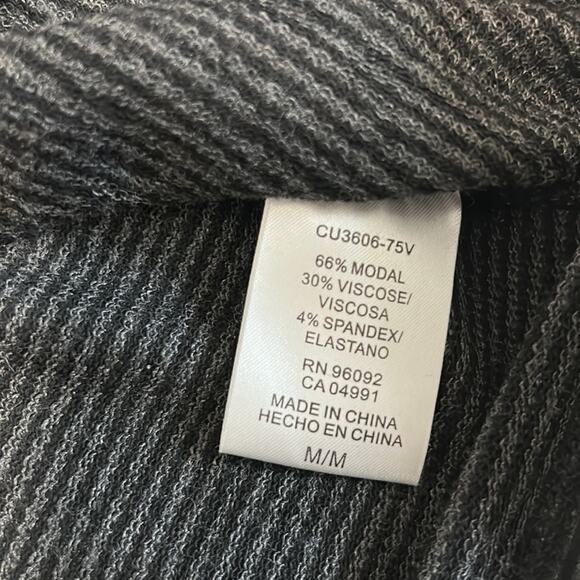 CU3606-75V
66% MODAL
30% VISCOSE/
VISCOSA
4% SPANDEX/
ELASTANO
RN 96092
CA 04991
MADE IN CHINA
HECHO EN CHINA
M/M